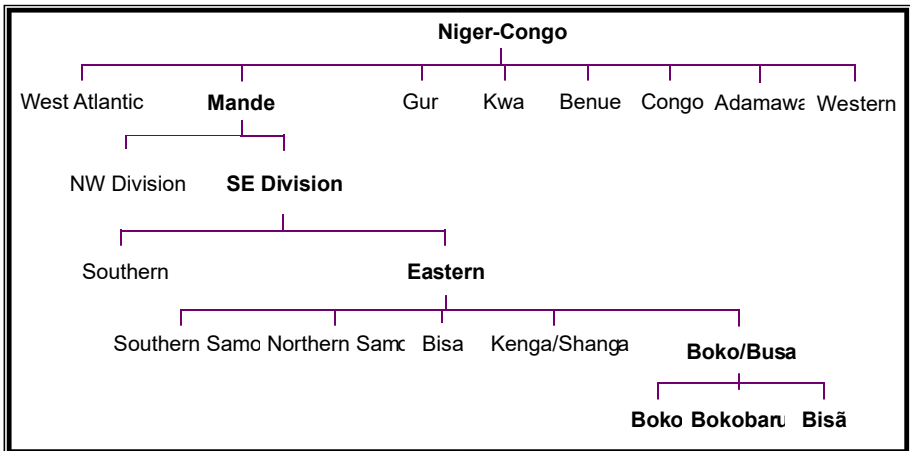 Niger-Congo
West Atlantic Mande Gur Kwa Benue Congo Adamawa Western
NW Division SE Division
Southern Eastern
Southern Samo Northern Samo Bisa Kenga/Shanga Boko/Busa
Boko Bokobaru Bisã